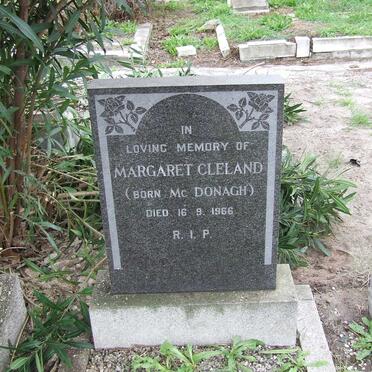 IN
LOVING MEMORY OF
MARGARET CLELAND
(BORN Mc DONAGH)
DIED 16 9. 1966
R. I. P